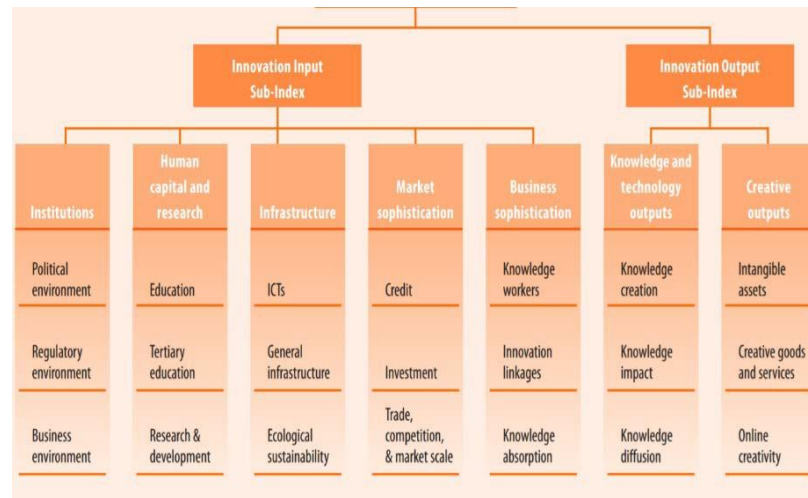 Innovation Input
Sub-Index
Innovation Output
Sub-Index
Institutions
Human
capital and
research
Infrastructure
Market
sophistication
Business
sophistication
Knowledge and
technology
outputs
Creative
outputs
Political
environment
Education
ICTs
Credit
Knowledge
workers
Knowledge
creation
Intangible
assets
Regulatory
environment
Tertiary
education
General
infrastructure
Investment
Innovation
linkages
Knowledge
impact
Creative goods
and services
Business
environment
Research &
development
Ecological
sustainability
Trade,
competition,
& market scale
Knowledge
absorption
Knowledge
diffusion
Online
creativity